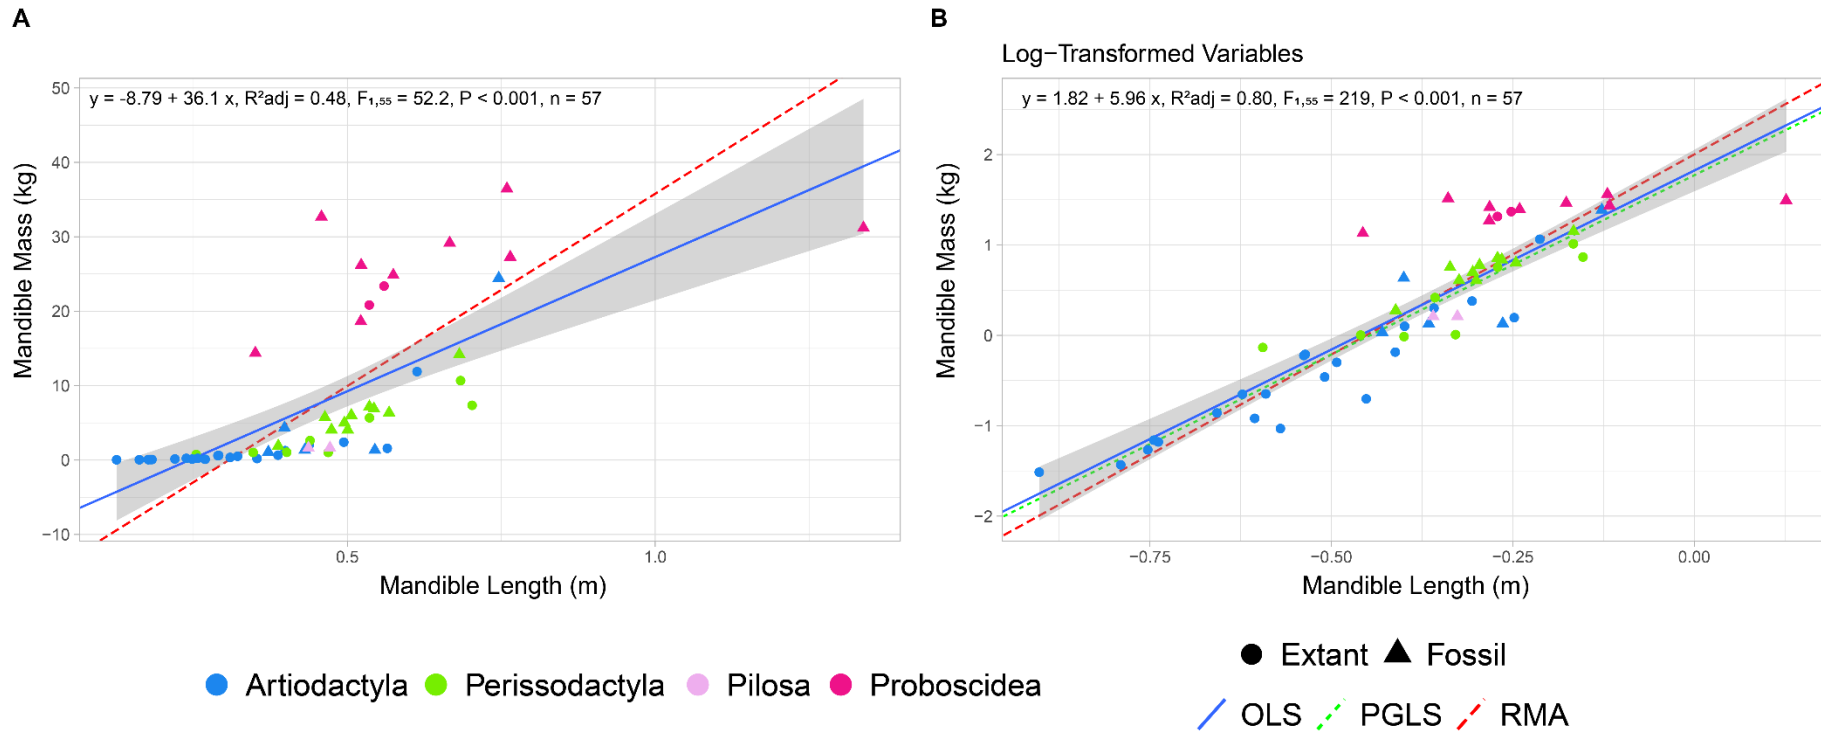 A
B
Log−Transformed Variables
y = -8.79 + 36.1 x, R²adj = 0.48, F₁,₅₅ = 52.2, P < 0.001, n = 57
y = 1.82 + 5.96 x, R²adj = 0.80, F₁,₅₅ = 219, P < 0.001, n = 57
Mandible Mass (kg)
50
40
30
20
10
0
−10
0.5
1.0
Mandible Length (m)
Mandible Mass (kg)
2
1
0
−1
−2
−0.75
−0.50
−0.25
0.00
Mandible Length (m)
Artiodactyla Perissodactyla Pilosa Proboscidea
Extant Fossil
OLS PGLS RMA